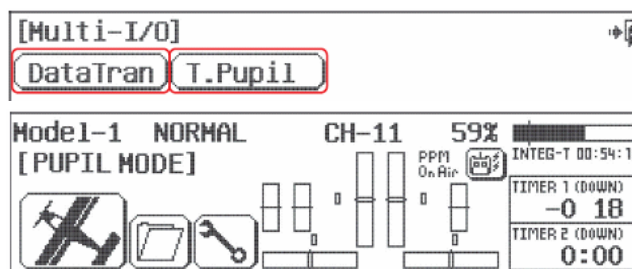 [Multi-I/O]
DataTran T.Pupil
Model-1 NORMAL CH-11 59%
[PUPIL MODE] PPM On Air INTEG-T 00:54:1
TIMER 1 (DOWN)
-0 18
TIMER 2 (DOWN)
0:00